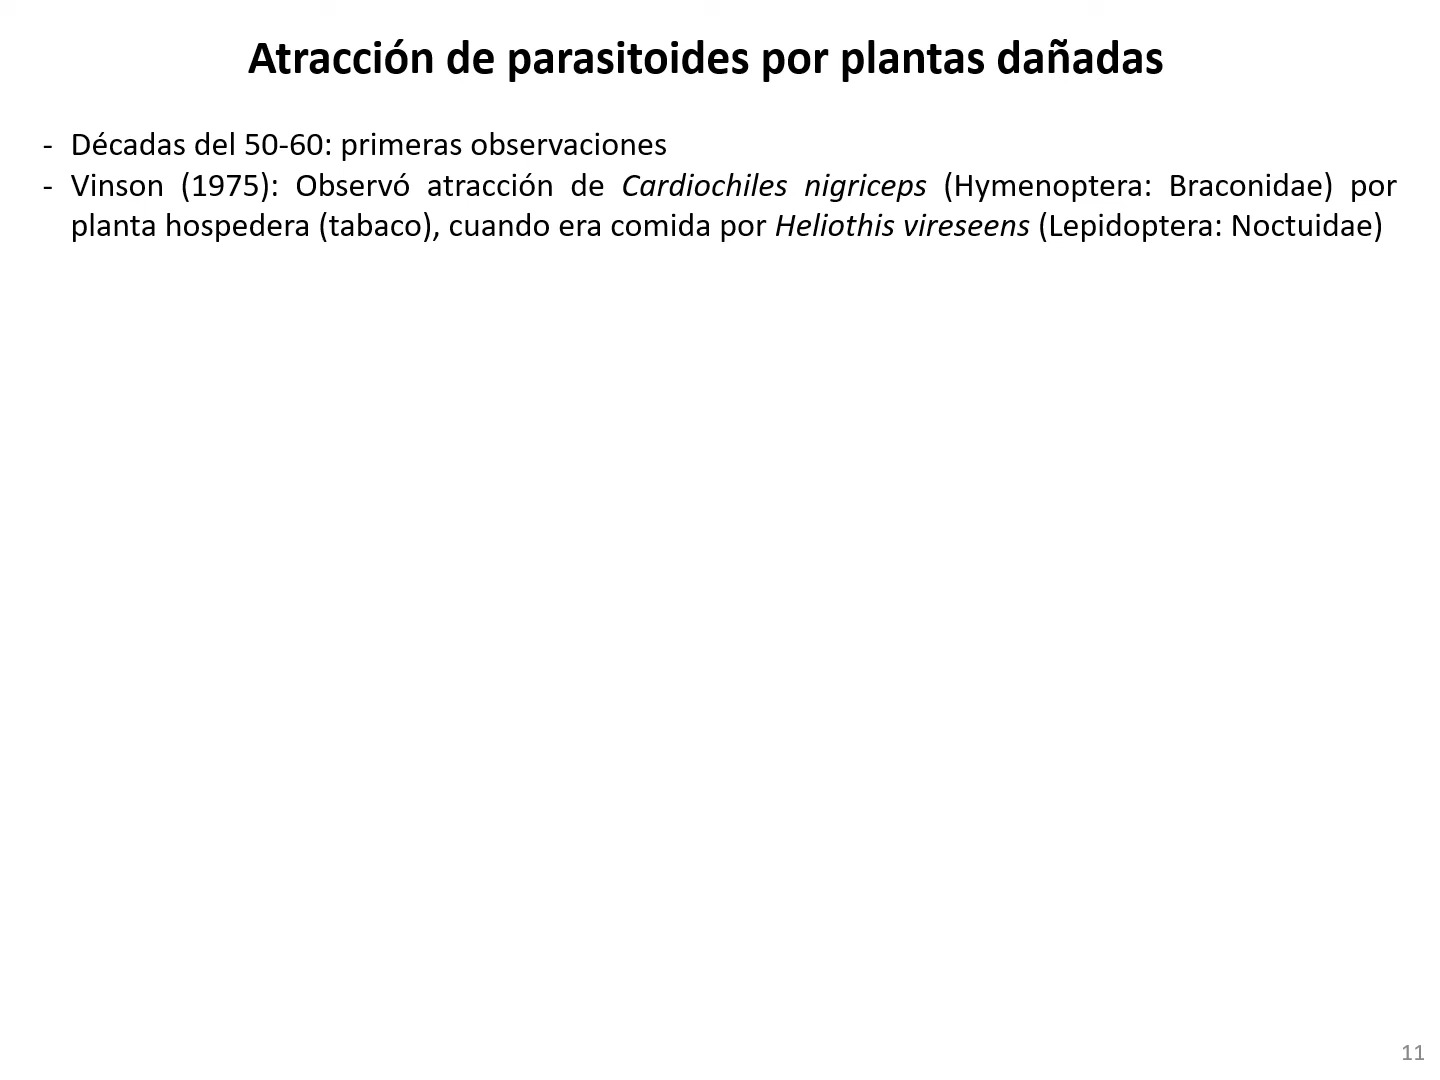 Atracción de parasitoides por plantas dañadas
- Décadas del 50-60: primeras observaciones
- Vinson (1975): Observó atracción de Cardiochiles nigriceps (Hymenoptera: Braconidae) por
planta hospedera (tabaco), cuando era comida por Heliothis vireseens (Lepidoptera: Noctuidae)
11